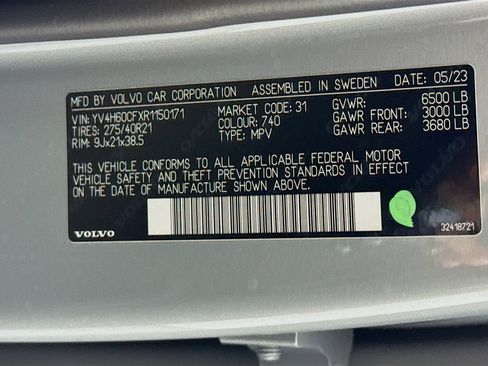 MFD BY VOLVO CAR CORPORATION ASSEMBLED IN SWEDEN DATE: 05/23
VIN: YV4H60CFXR1150171 MARKET CODE: 31 GVWR: 6500 LB
TIRES: 275/40R21 COLOUR: 740 GAWR FRONT: 3000 LB
RIM: 9Jx21x38.5 TYPE: MPV GAWR REAR: 3680 LB
THIS VEHICLE CONFORMS TO ALL APPLICABLE FEDERAL MOTOR
VEHICLE SAFETY AND THEFT PREVENTION STANDARDS IN EFFECT
ON THE DATE OF MANUFACTURE SHOWN ABOVE.
VOLVO 32418721